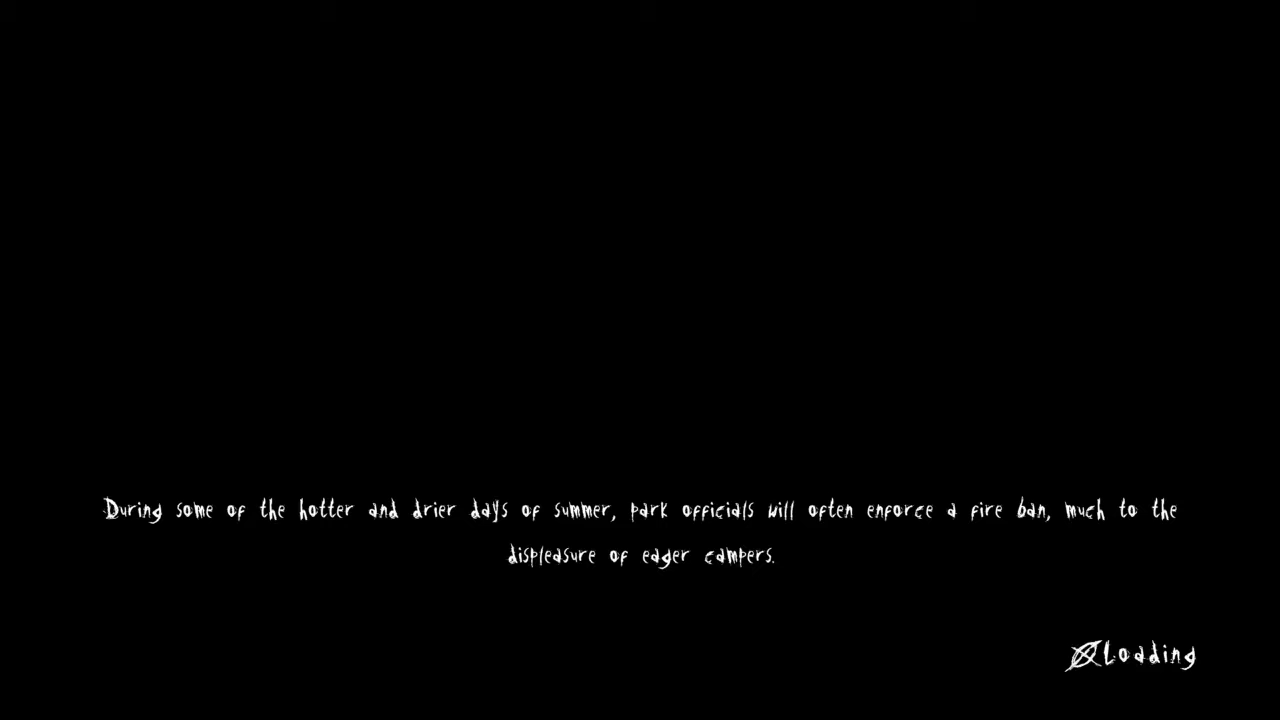 During some of the hotter and drier days of summer, park officials will often enforce a fire ban, much to the
displeasure of eager campers.
Loading